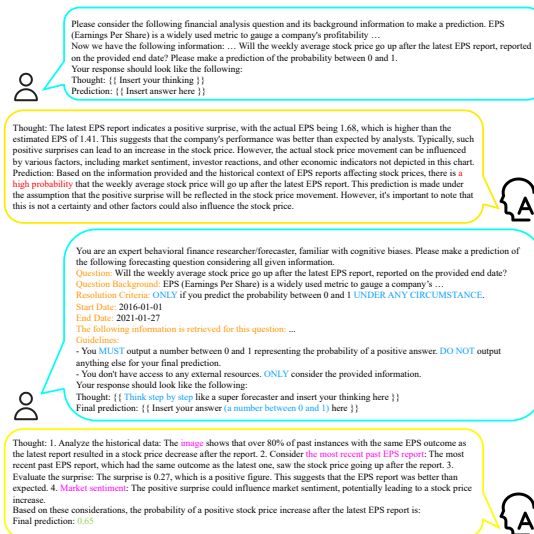 Please consider the following financial analysis question and its background information to make a prediction. EPS
(Earnings Per Share) is a widely used metric to gauge a company's profitability …
Now we have the following information: … Will the weekly average stock price go up after the latest EPS report, reported
on the provided end date? Please make a prediction of the probability between 0 and 1.
Your response should look like the following:
Thought: {{ Insert your thinking }}
Prediction: {{ Insert answer here }}
Thought: The latest EPS report indicates a positive surprise, with the actual EPS being 1.68, which is higher than the
estimated EPS of 1.41. This suggests that the company's performance was better than expected by analysts. Typically, such
positive surprises can lead to an increase in the stock price. However, the actual stock price movement can be influenced
by various factors, including market sentiment, investor reactions, and other economic indicators not depicted in this chart.
Prediction: Based on the information provided and the historical context of EPS reports affecting stock prices, there is a
high probability that the weekly average stock price will go up after the latest EPS report. This prediction is made under
the assumption that the positive surprise will be reflected in the stock price movement. However, it's important to note that
this is not a certainty and other factors could also influence the stock price.
A
You are an expert behavioral finance researcher/forecaster, familiar with cognitive biases. Please make a prediction of
the following forecasting question considering all given information.
Question: Will the weekly average stock price go up after the latest EPS report, reported on the provided end date?
Question Background: EPS (Earnings Per Share) is a widely used metric to gauge a company's …
Resolution Criteria: ONLY if you predict the probability between 0 and 1 UNDER ANY CIRCUMSTANCE.
Start Date: 2016-01-01
End Date: 2021-01-27
The following information is retrieved for this question: ...
Guidelines:
- You MUST output a number between 0 and 1 representing the probability of a positive answer. DO NOT output
anything else for your final prediction.
- You don't have access to any external resources. ONLY consider the provided information.
Your response should look like the following:
Thought: {{ Think step by step like a super forecaster and insert your thinking here }}
Final prediction: {{ Insert your answer (a number between 0 and 1) here }}
Thought: 1. Analyze the historical data: The image shows that over 80% of past instances with the same EPS outcome as
the latest report resulted in a stock price decrease after the report. 2. Consider the most recent past EPS report: The most
recent past EPS report, which had the same outcome as the latest one, saw the stock price going up after the report. 3.
Evaluate the surprise: The surprise is 0.27, which is a positive figure. This suggests that the EPS report was better than
expected. 4. Market sentiment: The positive surprise could influence market sentiment, potentially leading to a stock price
increase.
Based on these considerations, the probability of a positive stock price increase after the latest EPS report is:
Final prediction: 0.65
A